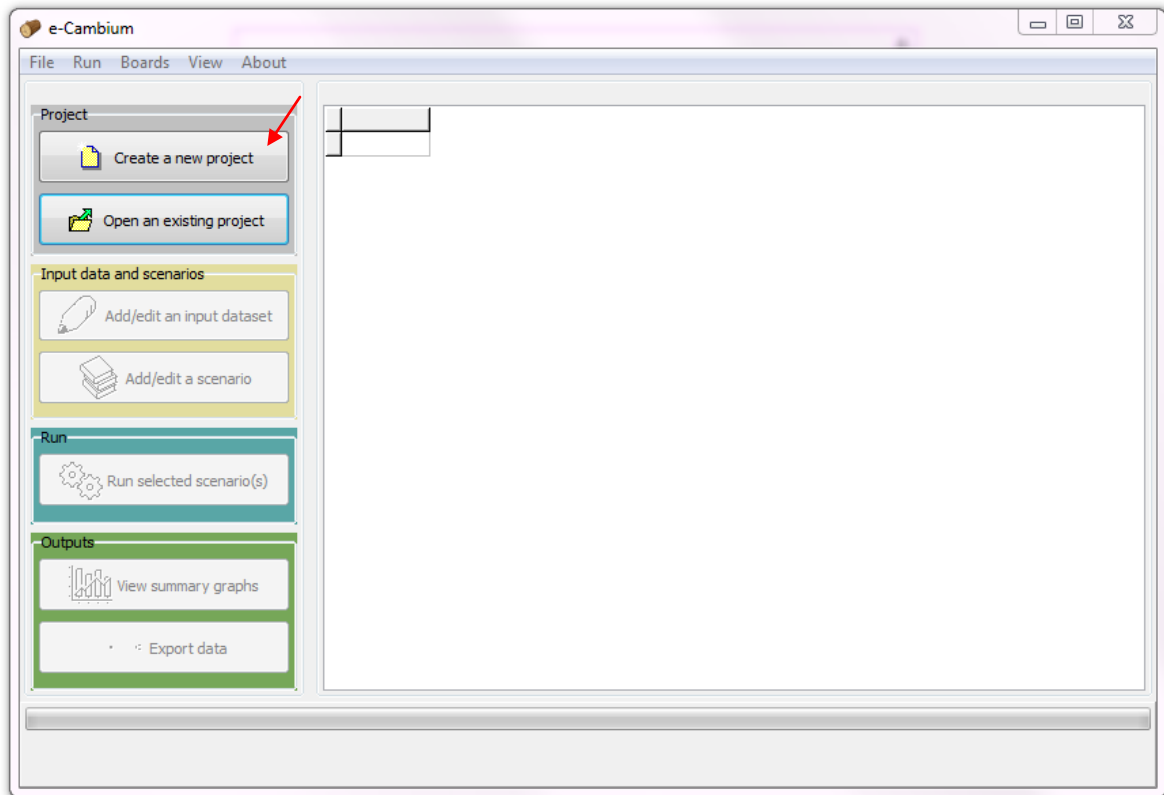 e-Cambium
File Run Boards View About
Project
Create a new project
Open an existing project
Input data and scenarios
Add/edit an input dataset
Add/edit a scenario
Run
Run selected scenario(s)
Outputs
View summary graphs
Export data